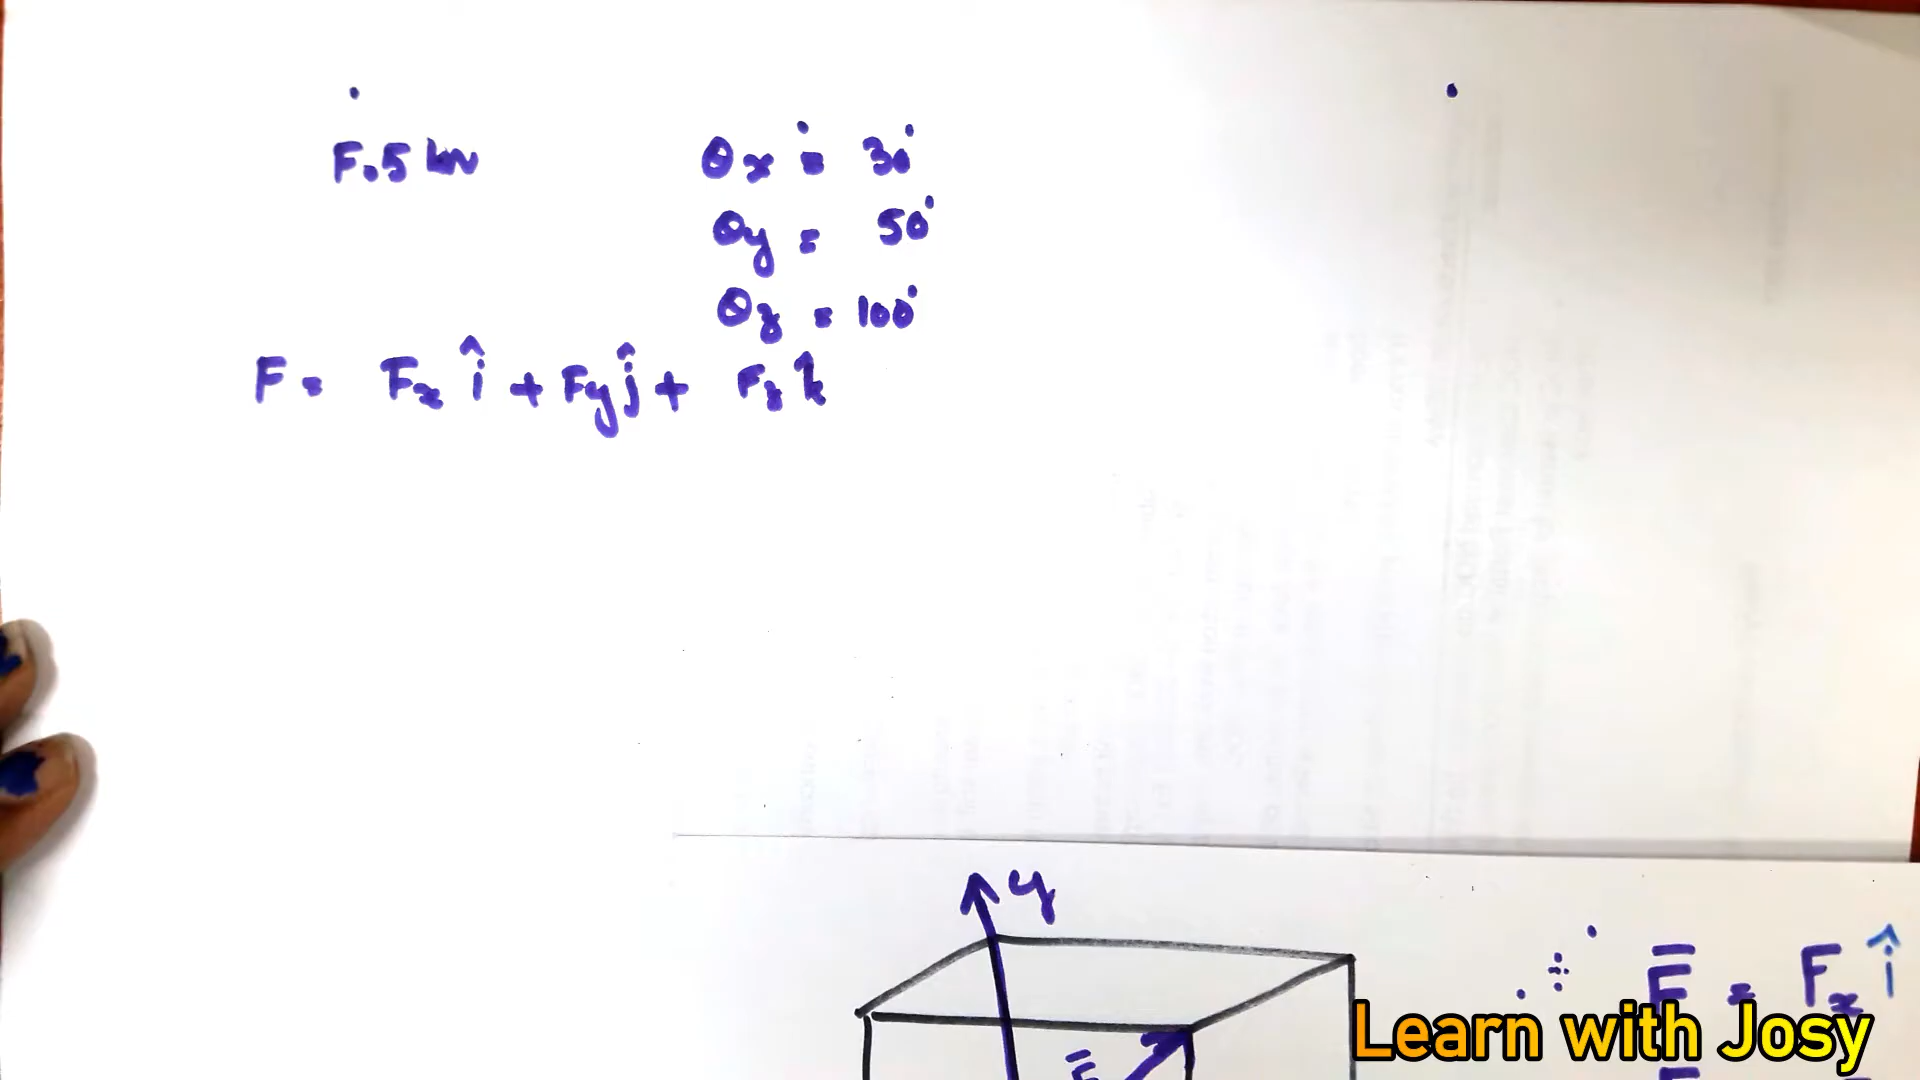 F = 5 kN θx = 30°
θy = 50°
θz = 100°
F = Fx î + Fy ĵ + Fz k̂
y
F̄ = Fx î
F̄
Learn with Josy